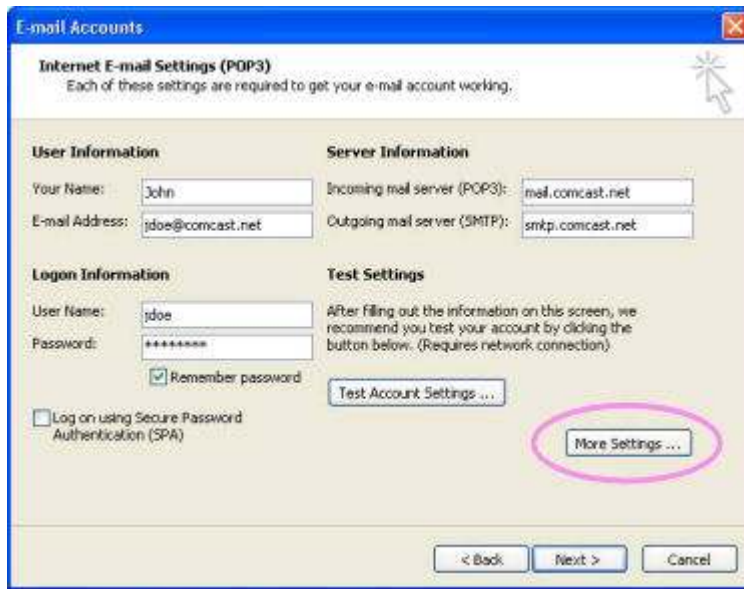 E-mail Accounts
Internet E-mail Settings (POP3)
Each of these settings are required to get your e-mail account working.
User Information
Your Name: John
E-mail Address: jdoe@comcast.net
Server Information
Incoming mail server (POP3): mail.comcast.net
Outgoing mail server (SMTP): smtp.comcast.net
Logon Information
User Name: jdoe
Password: ********
Remember password
Log on using Secure Password
Authentication (SPA)
Test Settings
After filling out the information on this screen, we
recommend you test your account by clicking the
button below. (Requires network connection)
Test Account Settings ...
More Settings ...
< Back Next > Cancel